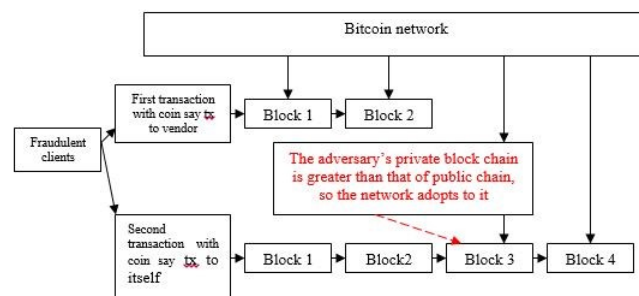 Bitcoin network
First transaction
with coin say tx
to vendor
Block 1
Block 2
Fraudulent
clients
The adversary's private block chain
is greater than that of public chain,
so the network adopts to it
Second
transaction with
coin say tx to
itself
Block 1
Block2
Block 3
Block 4